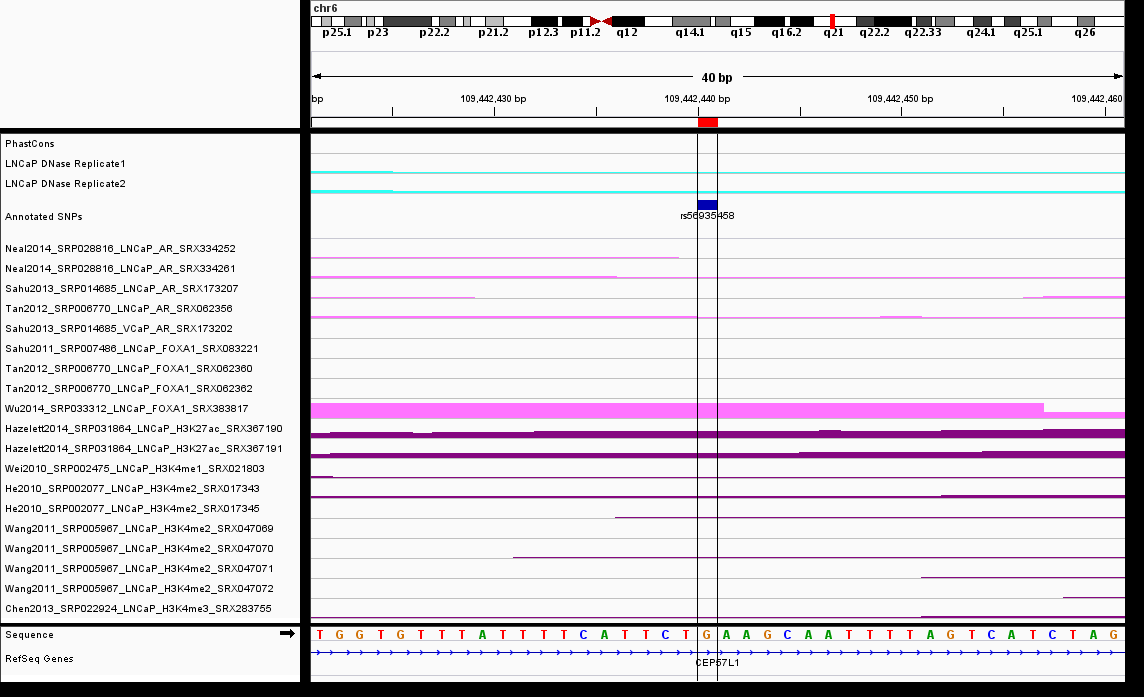 chr6
p25.1 p23 p22.2 p21.2 p12.3 p11.2 q12 q14.1 q15 q16.2 q21 q22.2 q22.33 q24.1 q25.1 q26
40 bp
bp 109,442,430 bp 109,442,440 bp 109,442,450 bp 109,442,460
PhastCons
LNCaP DNase Replicate1
LNCaP DNase Replicate2
Annotated SNPs
rs56935458
Neal2014_SRP028816_LNCaP_AR_SRX334252
Neal2014_SRP028816_LNCaP_AR_SRX334261
Sahu2013_SRP014685_LNCaP_AR_SRX173207
Tan2012_SRP006770_LNCaP_AR_SRX062356
Sahu2013_SRP014685_VCaP_AR_SRX173202
Sahu2011_SRP007486_LNCaP_FOXA1_SRX083221
Tan2012_SRP006770_LNCaP_FOXA1_SRX062360
Tan2012_SRP006770_LNCaP_FOXA1_SRX062362
Wu2014_SRP033312_LNCaP_FOXA1_SRX383817
Hazelett2014_SRP031864_LNCaP_H3K27ac_SRX367190
Hazelett2014_SRP031864_LNCaP_H3K27ac_SRX367191
Wei2010_SRP002475_LNCaP_H3K4me1_SRX021803
He2010_SRP002077_LNCaP_H3K4me2_SRX017343
He2010_SRP002077_LNCaP_H3K4me2_SRX017345
Wang2011_SRP005967_LNCaP_H3K4me2_SRX047069
Wang2011_SRP005967_LNCaP_H3K4me2_SRX047070
Wang2011_SRP005967_LNCaP_H3K4me2_SRX047071
Wang2011_SRP005967_LNCaP_H3K4me2_SRX047072
Chen2013_SRP022924_LNCaP_H3K4me3_SRX283755
Sequence T G G T G T T T A T T T T C A T T C T G A A G C A A T T T T A G T C A T C T A G
RefSeq Genes
CEP57L1